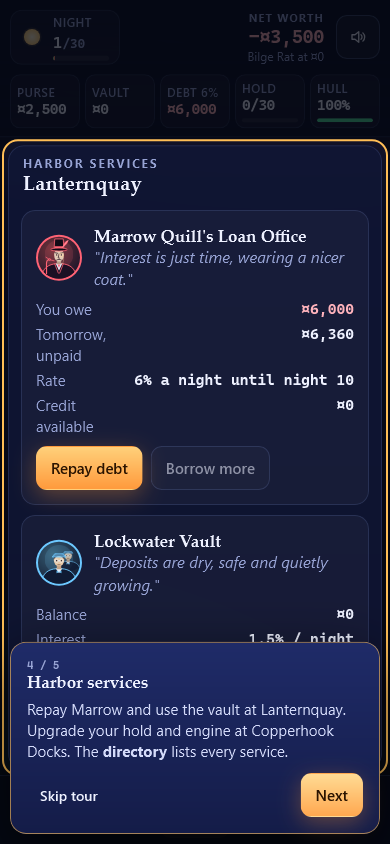 NIGHT
1/30
NET WORTH
−¤3,500
Bilge Rat at ¤0
PURSE
¤2,500
VAULT
¤0
DEBT 6%
¤6,000
HOLD
0/30
HULL
100%
HARBOR SERVICES
Lanternquay
Marrow Quill's Loan Office
"Interest is just time, wearing a nicer
coat."
You owe ¤6,000
Tomorrow, ¤6,360
unpaid
Rate 6% a night until night 10
Credit ¤0
available
Repay debt
Borrow more
Lockwater Vault
"Deposits are dry, safe and quietly
growing."
Balance ¤0
Interest 1.5% / night
4 / 5
Harbor services
Repay Marrow and use the vault at Lanternquay.
Upgrade your hold and engine at Copperhook
Docks. The directory lists every service.
Skip tour
Next